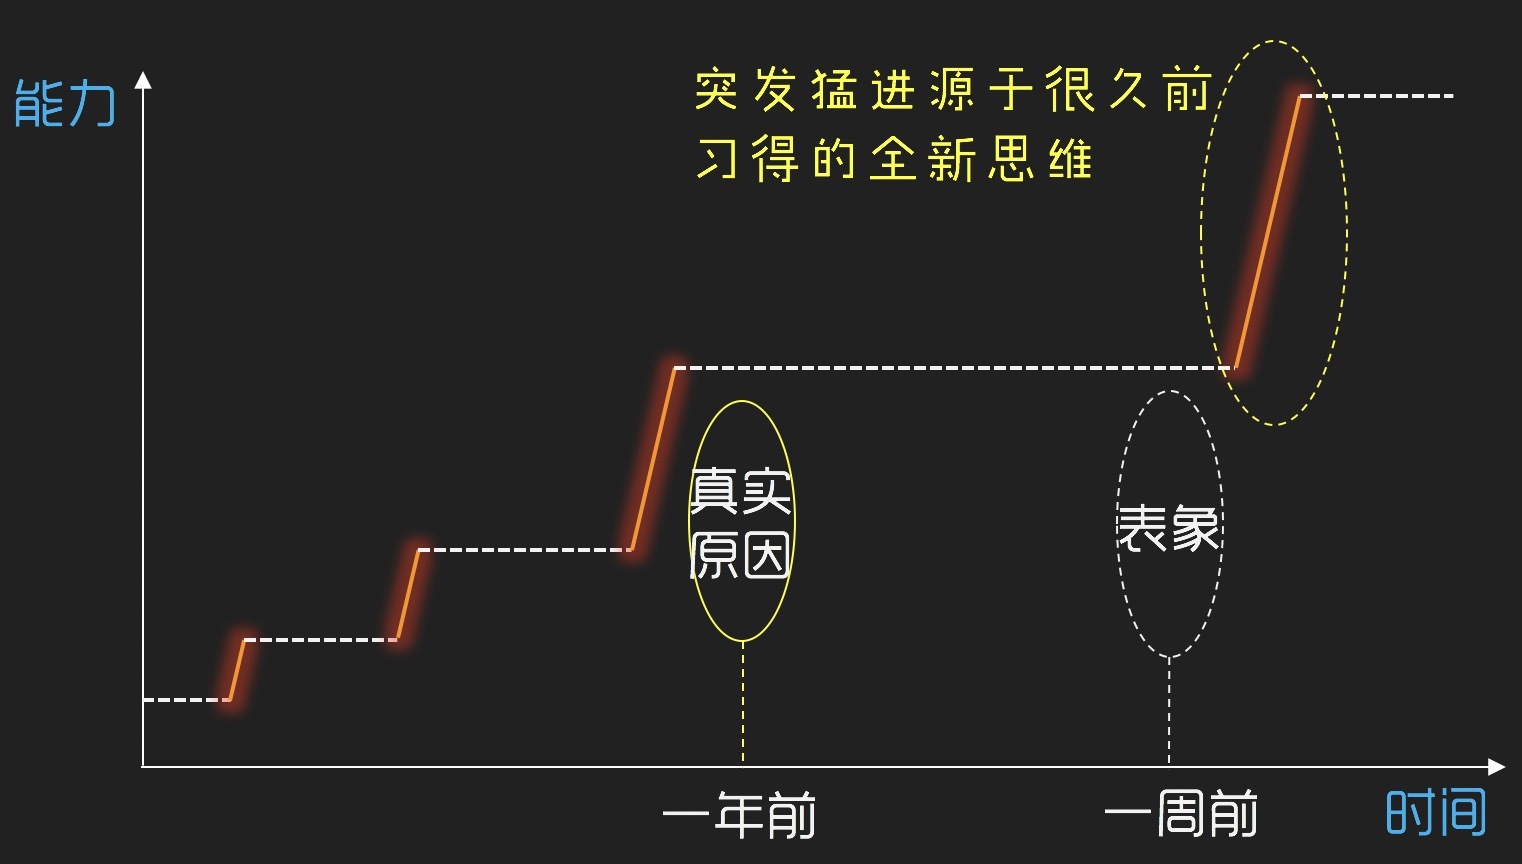 能力
突发猛进源于很久前
习得的全新思维
真实
原因
表象
一年前
一周前
时间